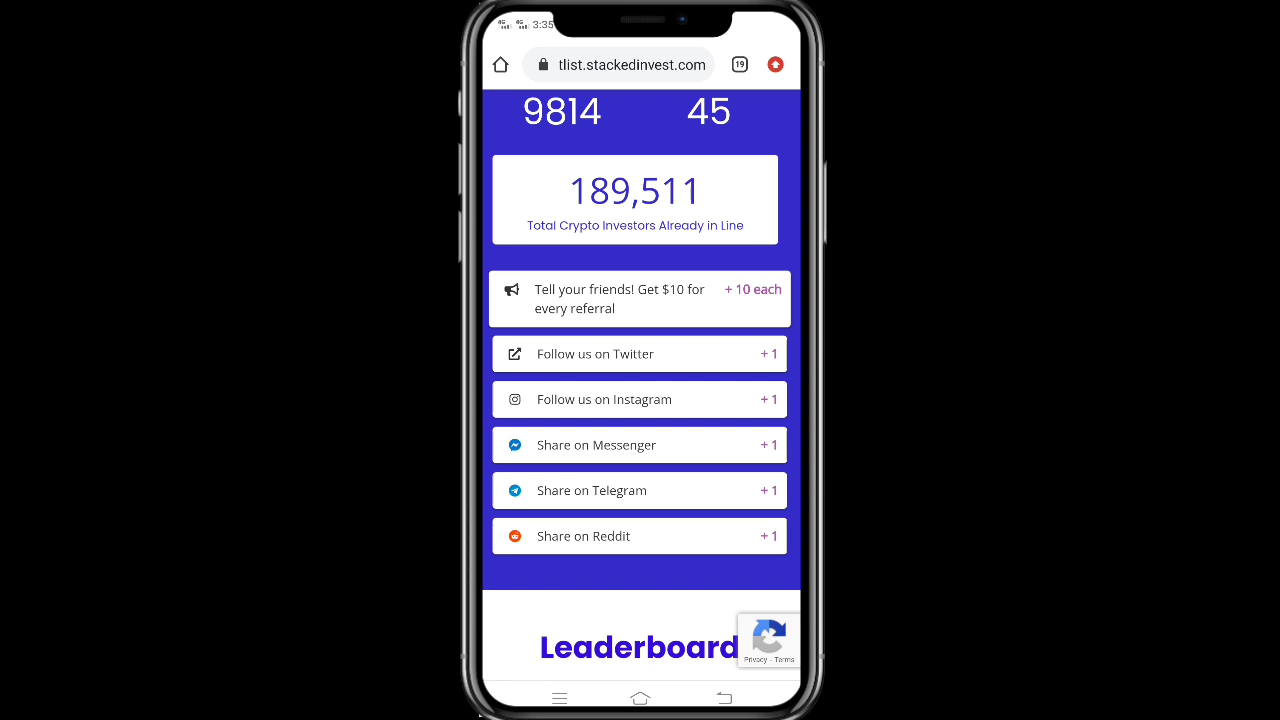 4G 4G 3:35
tlist.stackedinvest.com 19
9814 45
189,511
Total Crypto Investors Already in Line
Tell your friends! Get $10 for + 10 each
every referral
Follow us on Twitter + 1
Follow us on Instagram + 1
Share on Messenger + 1
Share on Telegram + 1
Share on Reddit + 1
Leaderboard
Privacy - Terms